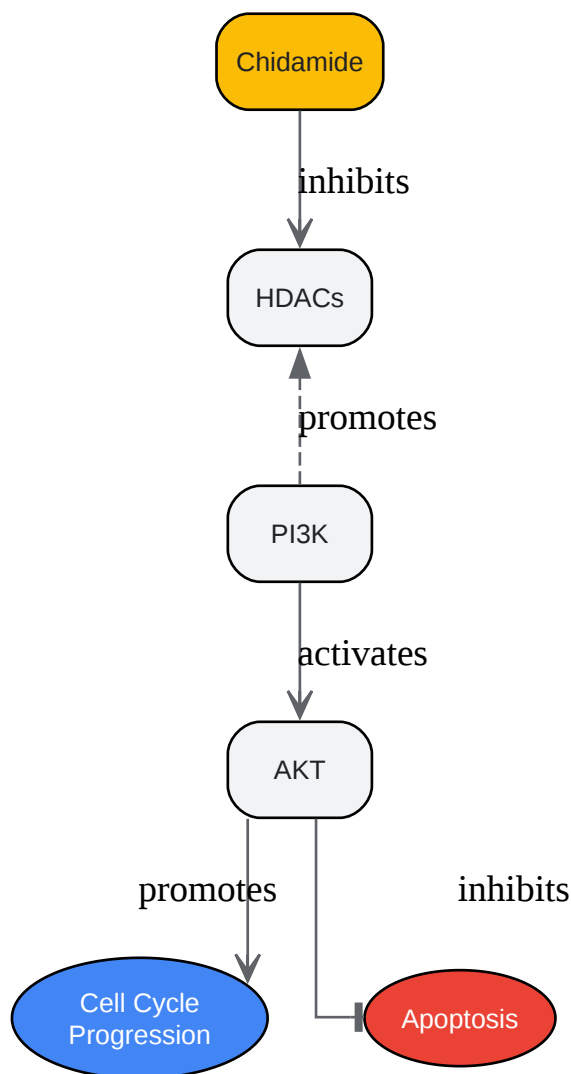 Chidamide
inhibits
HDACs
promotes
PI3K
activates
AKT
promotes
inhibits
Cell Cycle
Progression
Apoptosis